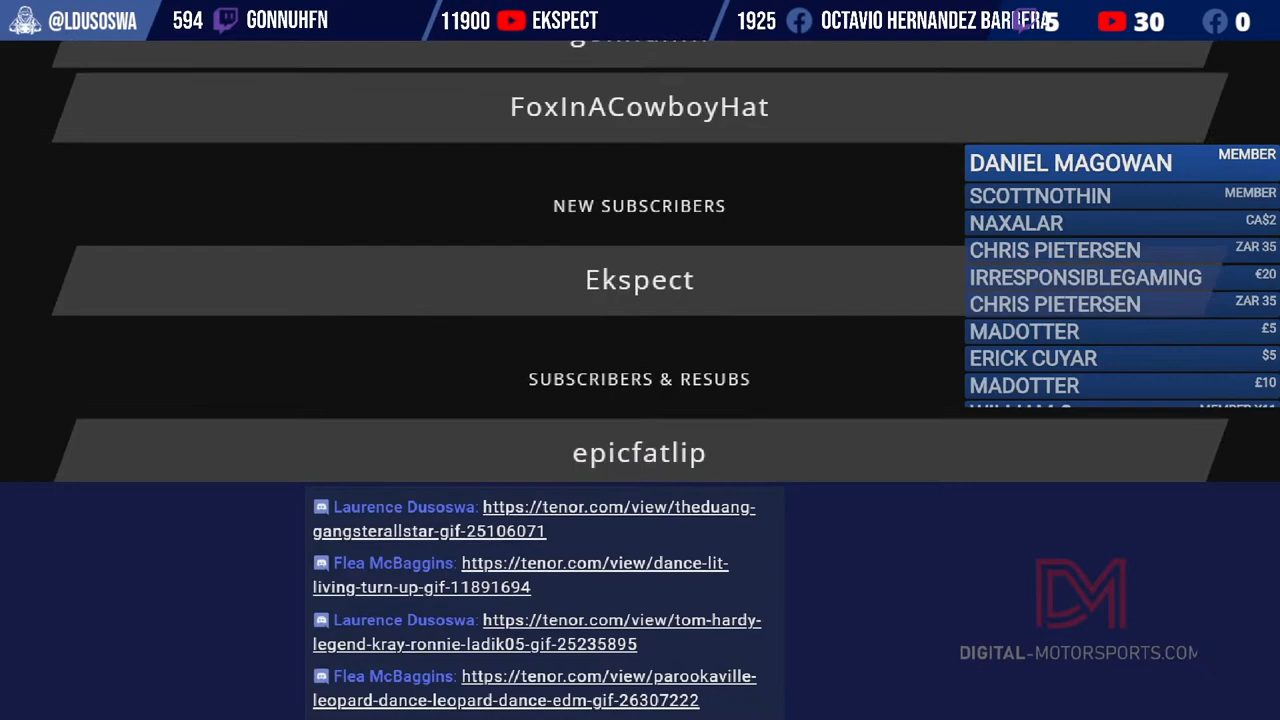 @LDUSOSWA
594 GONNUHFN
11900 EKSPECT
1925 OCTAVIO HERNANDEZ BARRERA
5
30
0
FoxInACowboyHat
NEW SUBSCRIBERS
Ekspect
SUBSCRIBERS & RESUBS
epicfatlip
DANIEL MAGOWAN MEMBER
SCOTTNOTHIN MEMBER
NAXALAR CA$2
CHRIS PIETERSEN ZAR 35
IRRESPONSIBLEGAMING €20
CHRIS PIETERSEN ZAR 35
MADOTTER £5
ERICK CUYAR $5
MADOTTER £10
Laurence Dusoswa: https://tenor.com/view/theduang-
gangsterallstar-gif-25106071
Flea McBaggins: https://tenor.com/view/dance-lit-
living-turn-up-gif-11891694
Laurence Dusoswa: https://tenor.com/view/tom-hardy-
legend-kray-ronnie-ladik05-gif-25235895
Flea McBaggins: https://tenor.com/view/parookaville-
leopard-dance-leopard-dance-edm-gif-26307222
DM
DIGITAL-MOTORSPORTS.COM